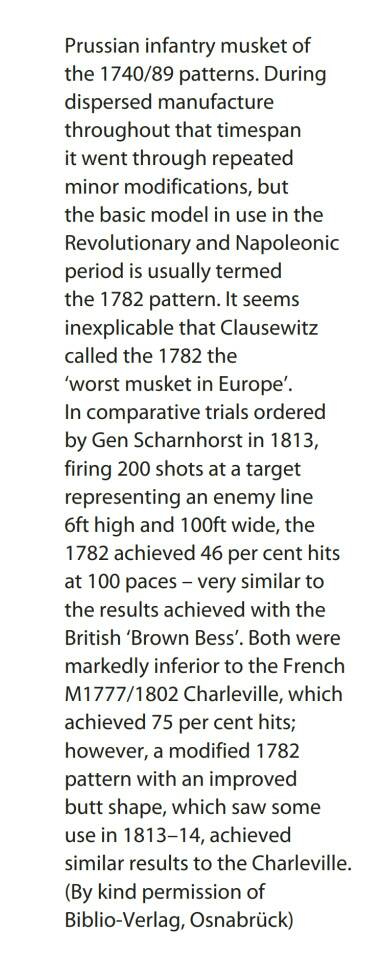 Prussian infantry musket of
the 1740/89 patterns. During
dispersed manufacture
throughout that timespan
it went through repeated
minor modifications, but
the basic model in use in the
Revolutionary and Napoleonic
period is usually termed
the 1782 pattern. It seems
inexplicable that Clausewitz
called the 1782 the
‘worst musket in Europe’.
In comparative trials ordered
by Gen Scharnhorst in 1813,
firing 200 shots at a target
representing an enemy line
6ft high and 100ft wide, the
1782 achieved 46 per cent hits
at 100 paces – very similar to
the results achieved with the
British ‘Brown Bess’. Both were
markedly inferior to the French
M1777/1802 Charleville, which
achieved 75 per cent hits;
however, a modified 1782
pattern with an improved
butt shape, which saw some
use in 1813–14, achieved
similar results to the Charleville.
(By kind permission of
Biblio-Verlag, Osnabrück)